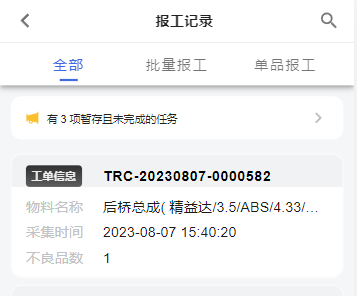 报工记录
全部 批量报工 单品报工
有 3 项暂存且未完成的任务
工单信息 TRC-20230807-0000582
物料名称 后桥总成( 精益达/3.5/ABS/4.33/...
采集时间 2023-08-07 15:40:20
不良品数 1